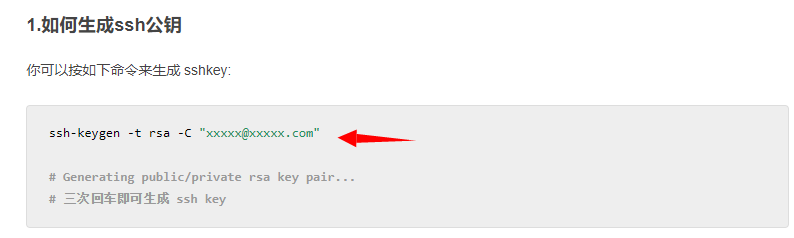 1.如何生成ssh公钥
你可以按如下命令来生成 sshkey:
ssh-keygen -t rsa -C "xxxxx@xxxxx.com"
# Generating public/private rsa key pair...
# 三次回车即可生成 ssh key